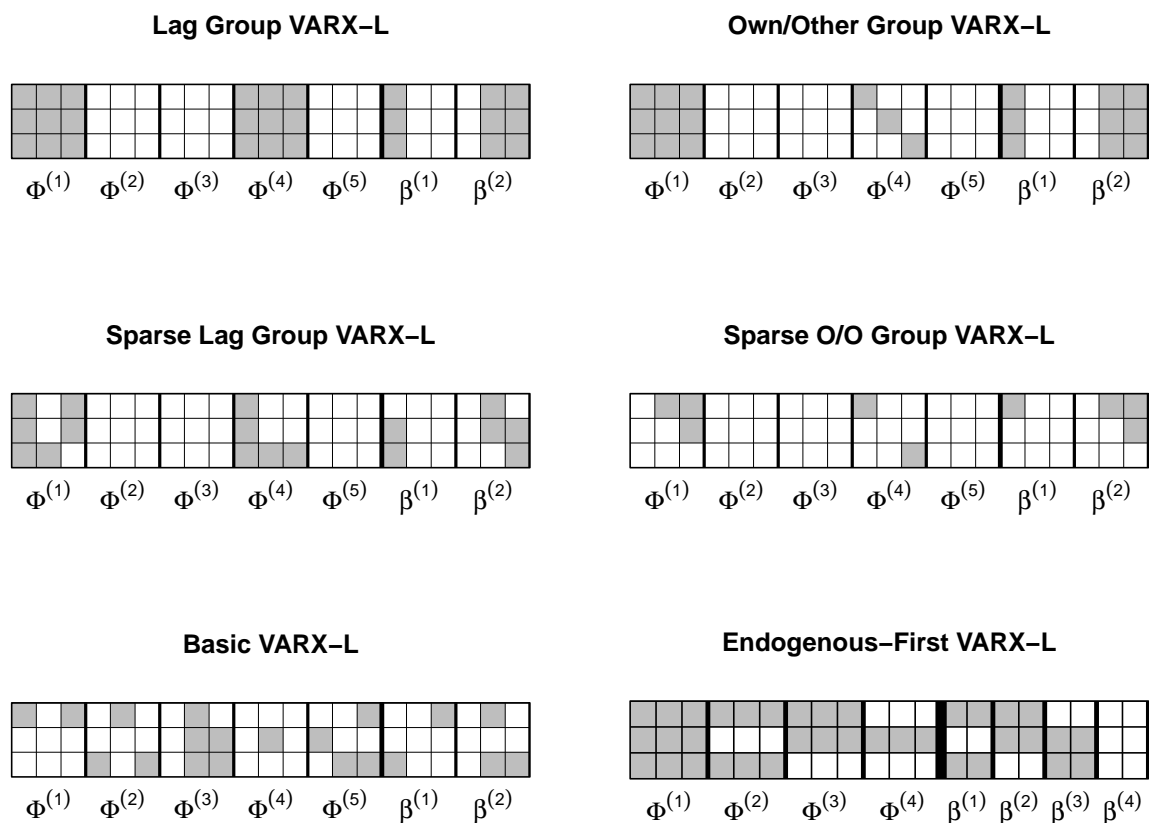 Lag Group VARX−L
Own/Other Group VARX−L
Φ(1) Φ(2) Φ(3) Φ(4) Φ(5) β(1) β(2)
Φ(1) Φ(2) Φ(3) Φ(4) Φ(5) β(1) β(2)
Sparse Lag Group VARX−L
Sparse O/O Group VARX−L
Φ(1) Φ(2) Φ(3) Φ(4) Φ(5) β(1) β(2)
Φ(1) Φ(2) Φ(3) Φ(4) Φ(5) β(1) β(2)
Basic VARX−L
Endogenous−First VARX−L
Φ(1) Φ(2) Φ(3) Φ(4) Φ(5) β(1) β(2)
Φ(1) Φ(2) Φ(3) Φ(4) β(1) β(2) β(3) β(4)